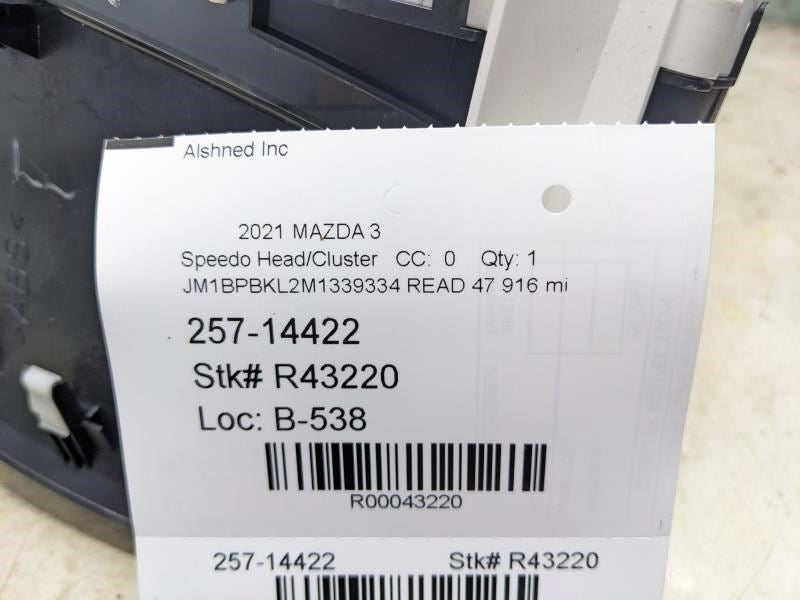 Alshned Inc
2021 MAZDA 3
Speedo Head/Cluster CC: 0 Qty: 1
JM1BPBKL2M1339334 READ 47 916 mi
257-14422
Stk# R43220
Loc: B-538
R00043220
257-14422 Stk# R43220
>ABS<